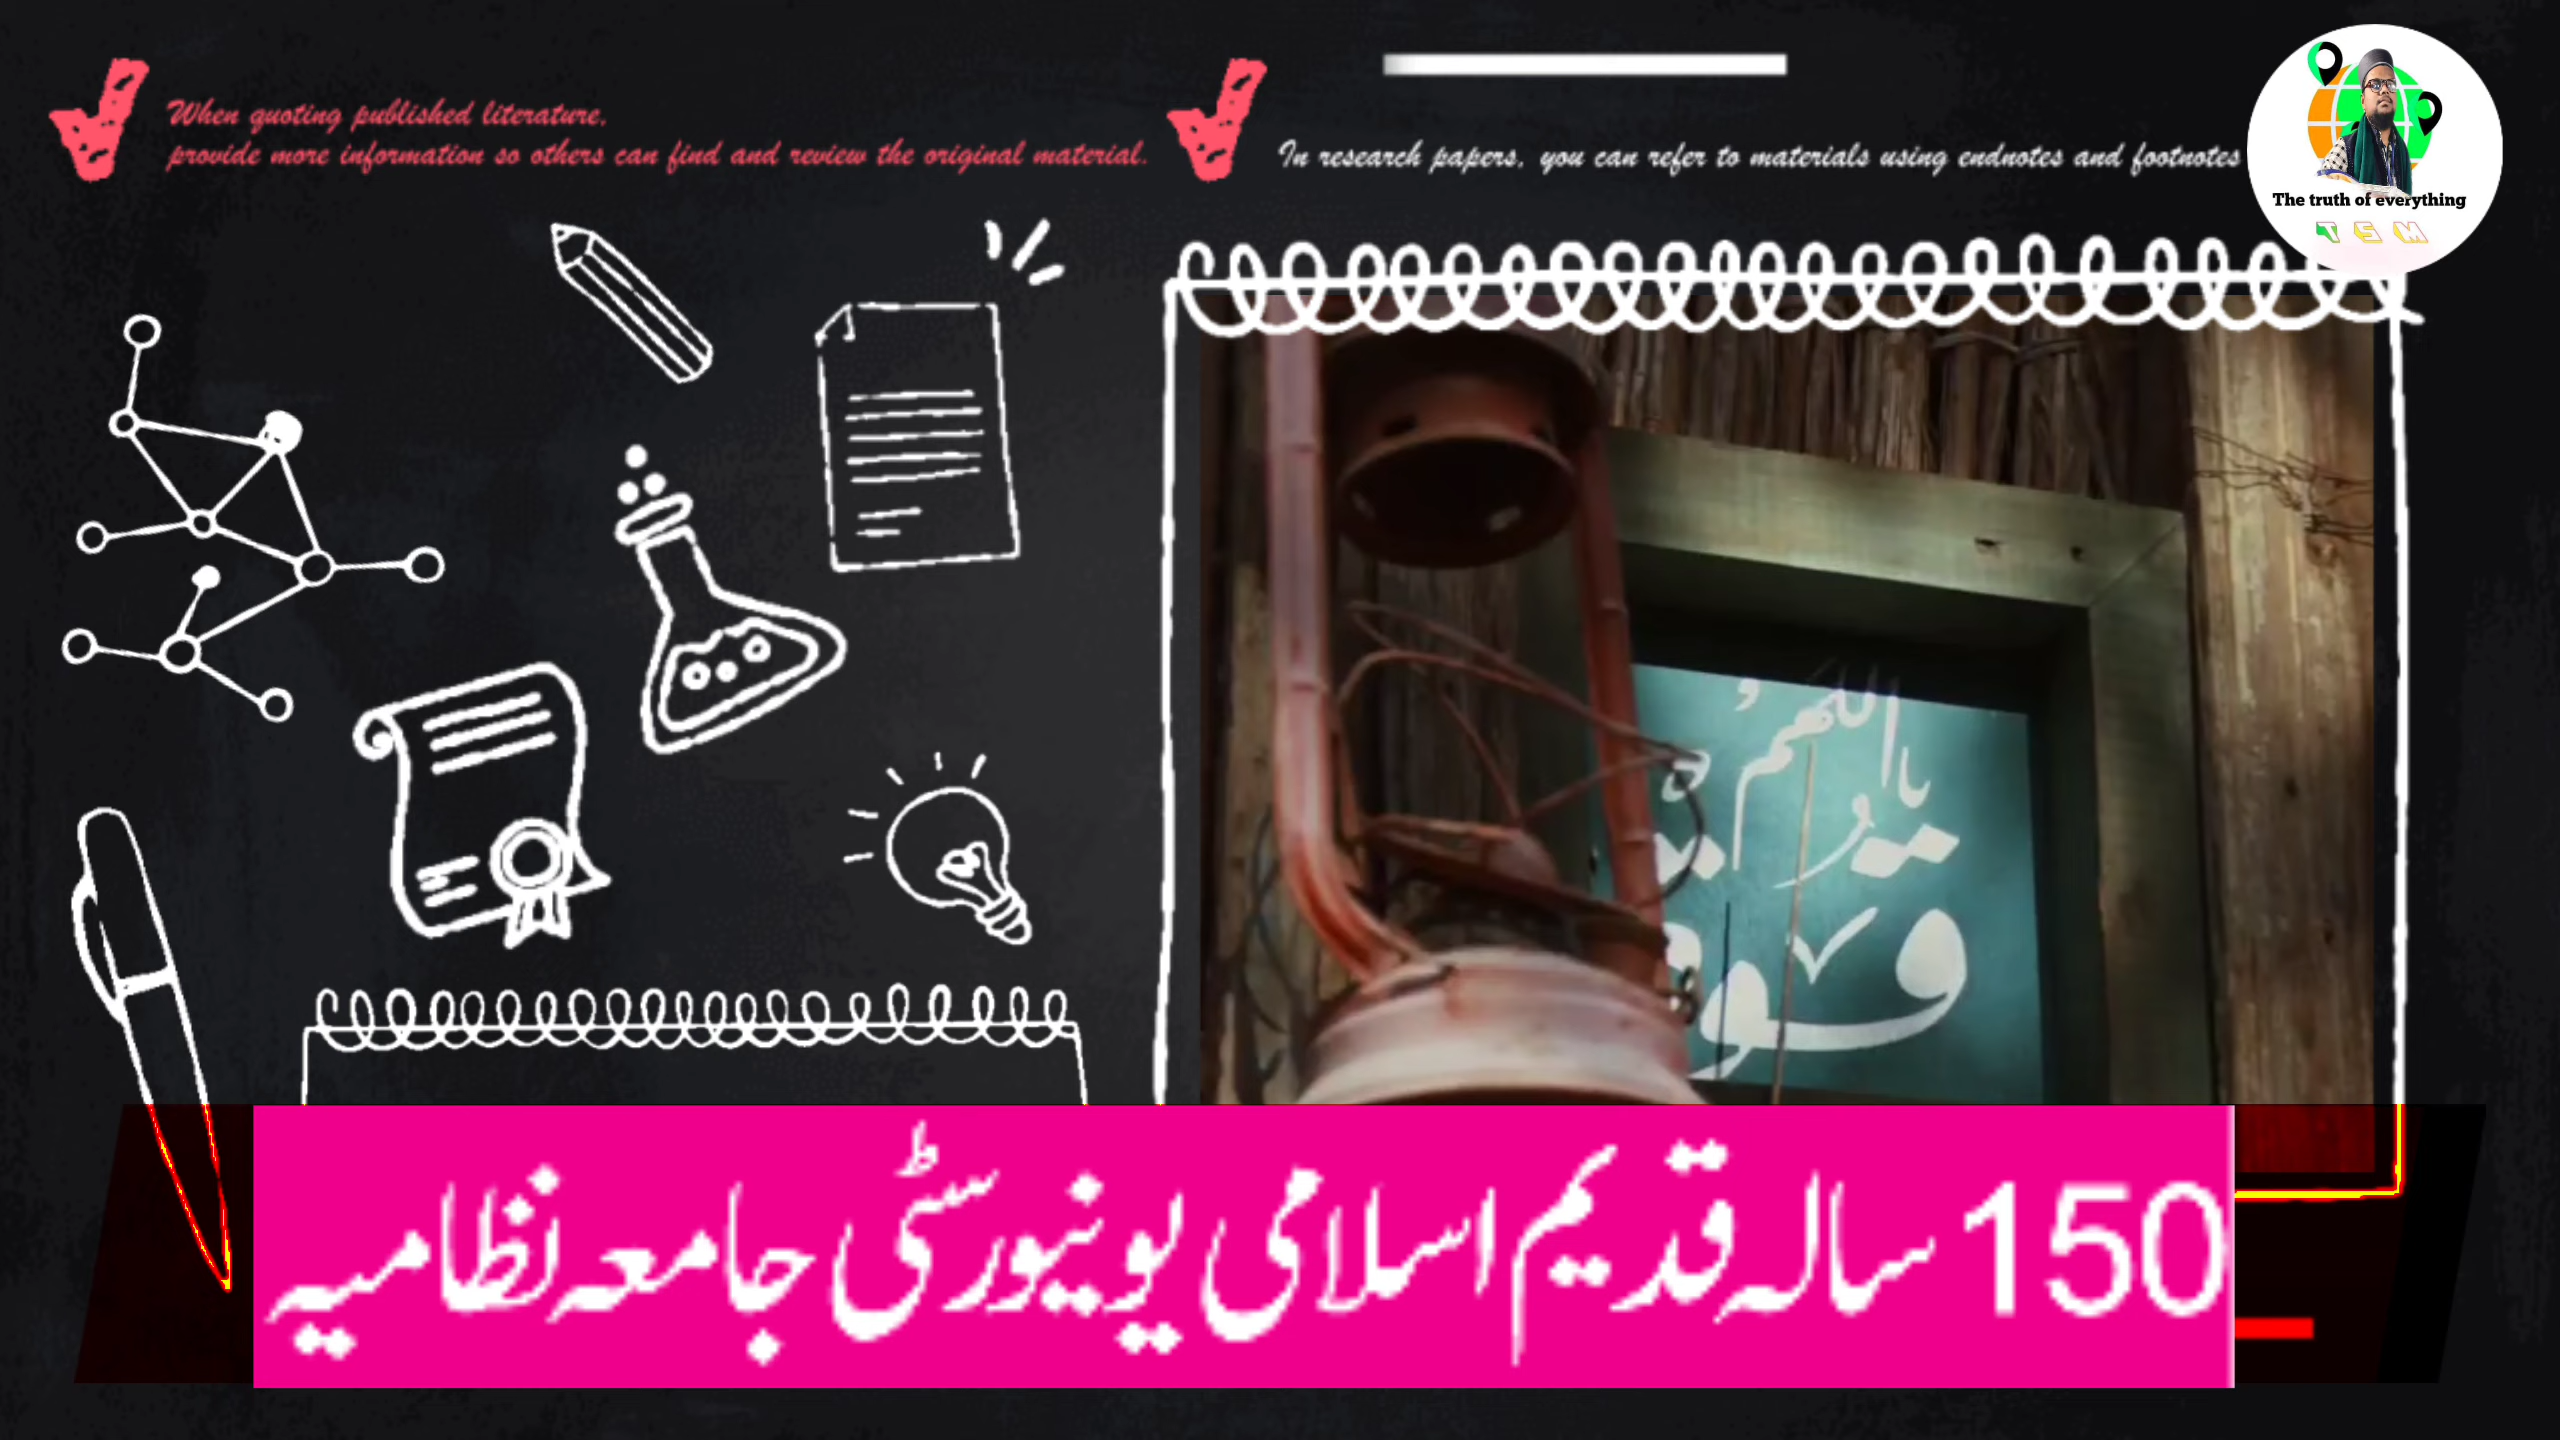 When quoting published literature,
provide more information so others can find and review the original material.
In research papers, you can refer to materials using endnotes and footnotes
The truth of everything
TSM
150 سالہ قدیم اسلامی یونیورسٹی جامعہ نظامیہ